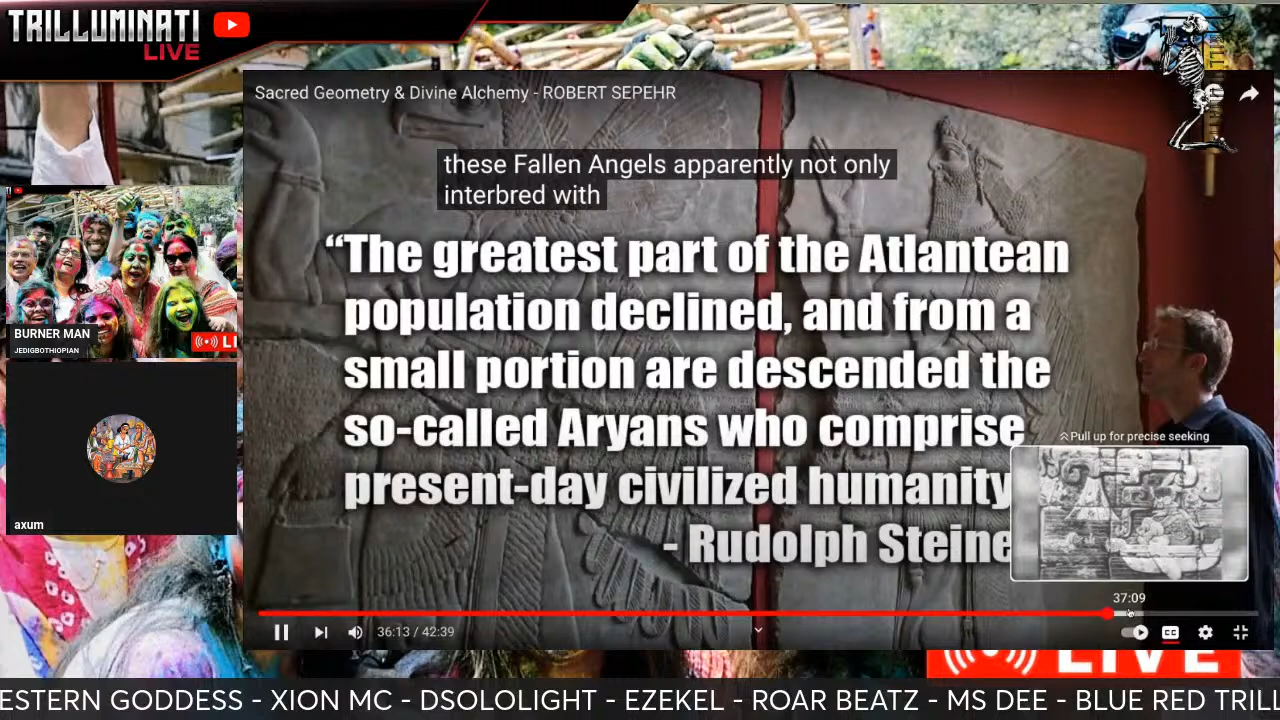 TRILLUMINATI
LIVE
Sacred Geometry & Divine Alchemy - ROBERT SEPEHR
these Fallen Angels apparently not only
interbred with
“The greatest part of the Atlantean
population declined, and from a
small portion are descended the
so-called Aryans who comprise
present-day civilized humanity
- Rudolph Steine
Pull up for precise seeking
37:09
36:13 / 42:39
BURNER MAN
JEDIGBOTHIOPIAN
LI
axum
LIVE
ESTERN GODDESS - XION MC - DSOLOLIGHT - EZEKEL - ROAR BEATZ - MS DEE - BLUE RED TRILL